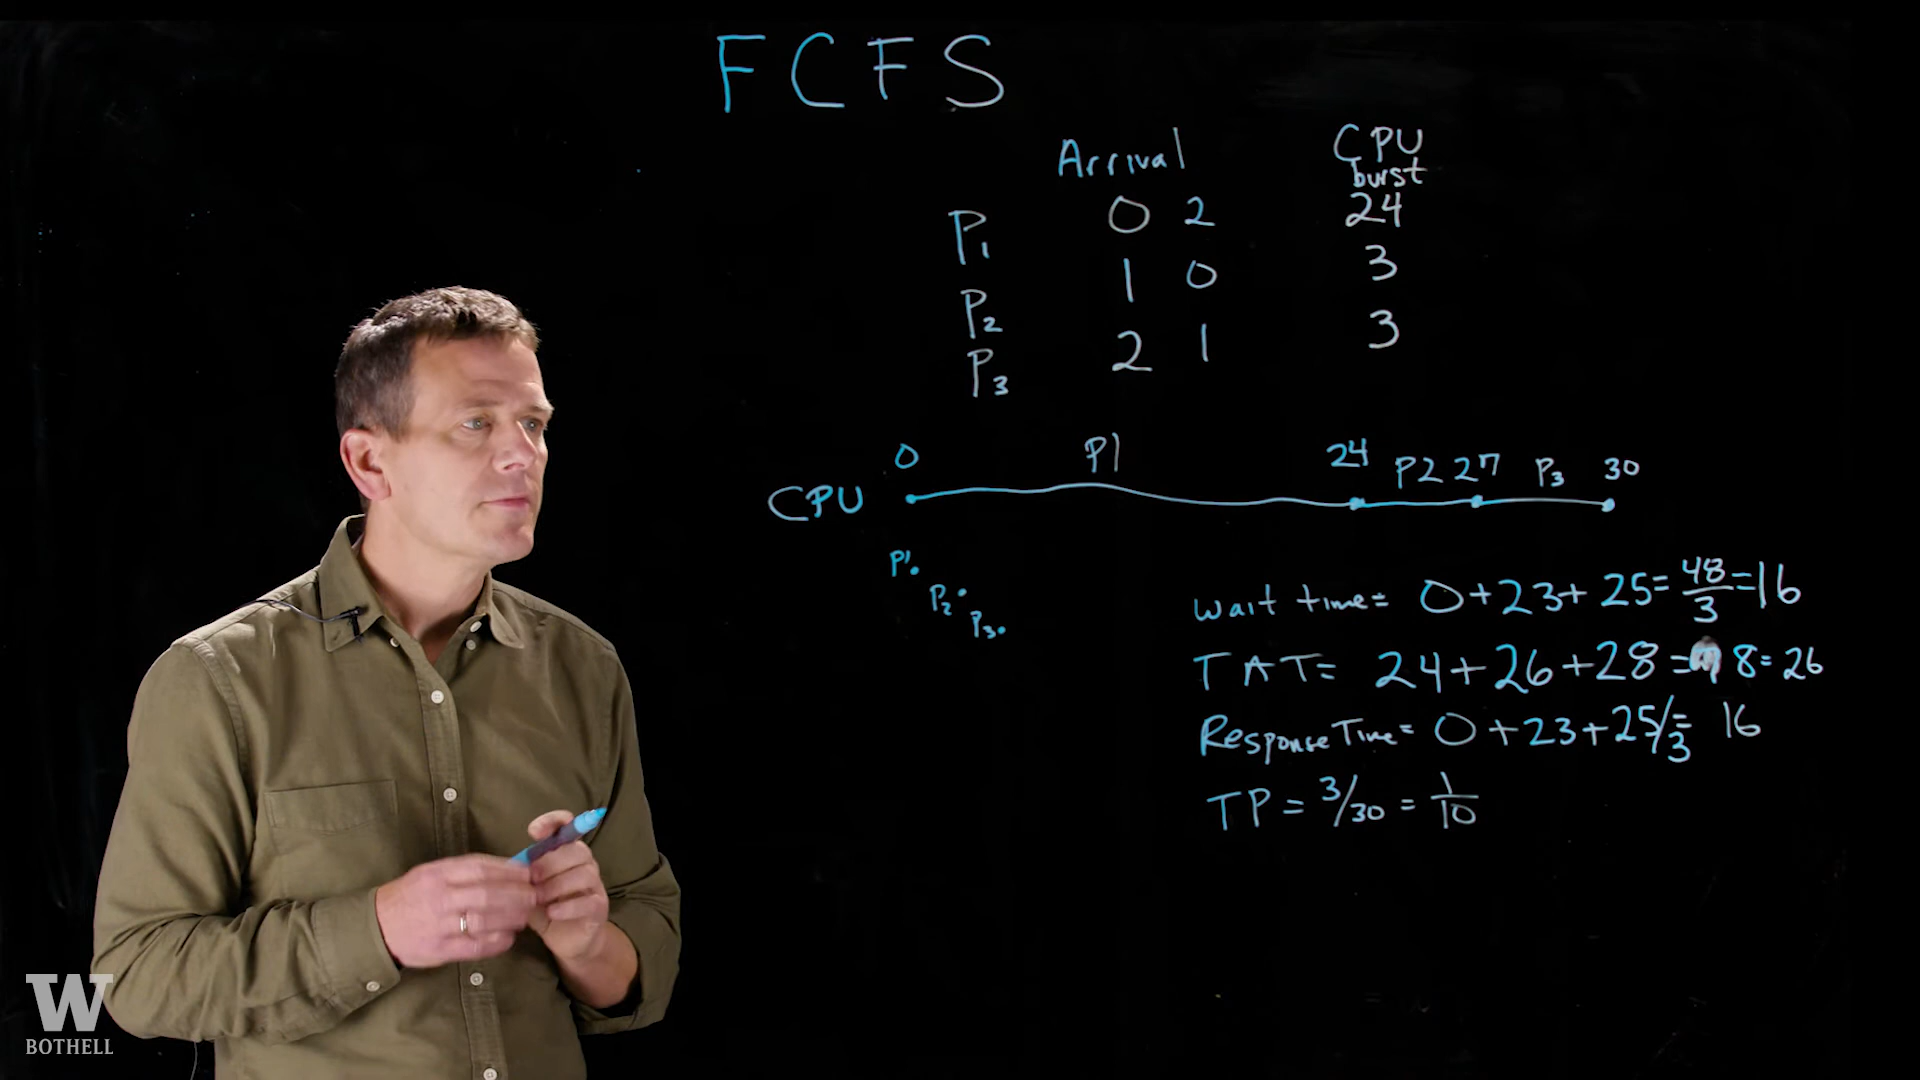 FCFS
Arrival CPU burst
P1 0 2 24
P2 1 0 3
P3 2 1 3
0 P1 24 P2 27 P3 30
CPU
P1
P2
P3
Wait time = 0+23+25 = 48/3 = 16
TAT = 24+26+28 = 8 = 26
Response Time = 0+23+25/3 = 16
TP = 3/30 = 1/10
W
BOTHELL